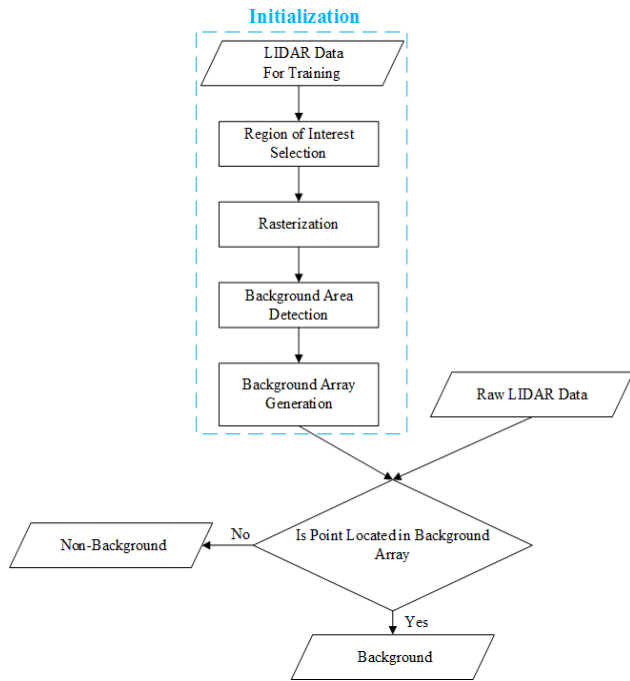 Initialization
LIDAR Data
For Training
Region of Interest
Selection
Rasterization
Background Area
Detection
Background Array
Generation
Raw LIDAR Data
Is Point Located in Background
Array
No
Non-Background
Yes
Background